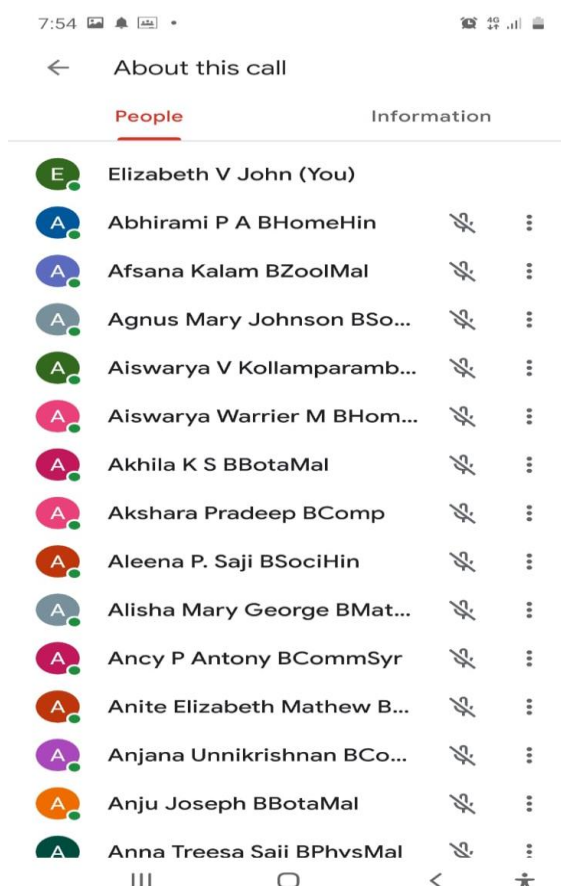 7:54
4G
About this call
People Information
E Elizabeth V John (You)
A Abhirami P A BHomeHin
A Afsana Kalam BZoolMal
A Agnus Mary Johnson BSo...
A Aiswarya V Kollamparamb...
A Aiswarya Warrier M BHom...
A Akhila K S BBotaMal
A Akshara Pradeep BComp
A Aleena P. Saji BSociHin
A Alisha Mary George BMat...
A Ancy P Antony BCommSyr
A Anite Elizabeth Mathew B...
A Anjana Unnikrishnan BCo...
A Anju Joseph BBotaMal
A Anna Treesa Saji BPhysMal